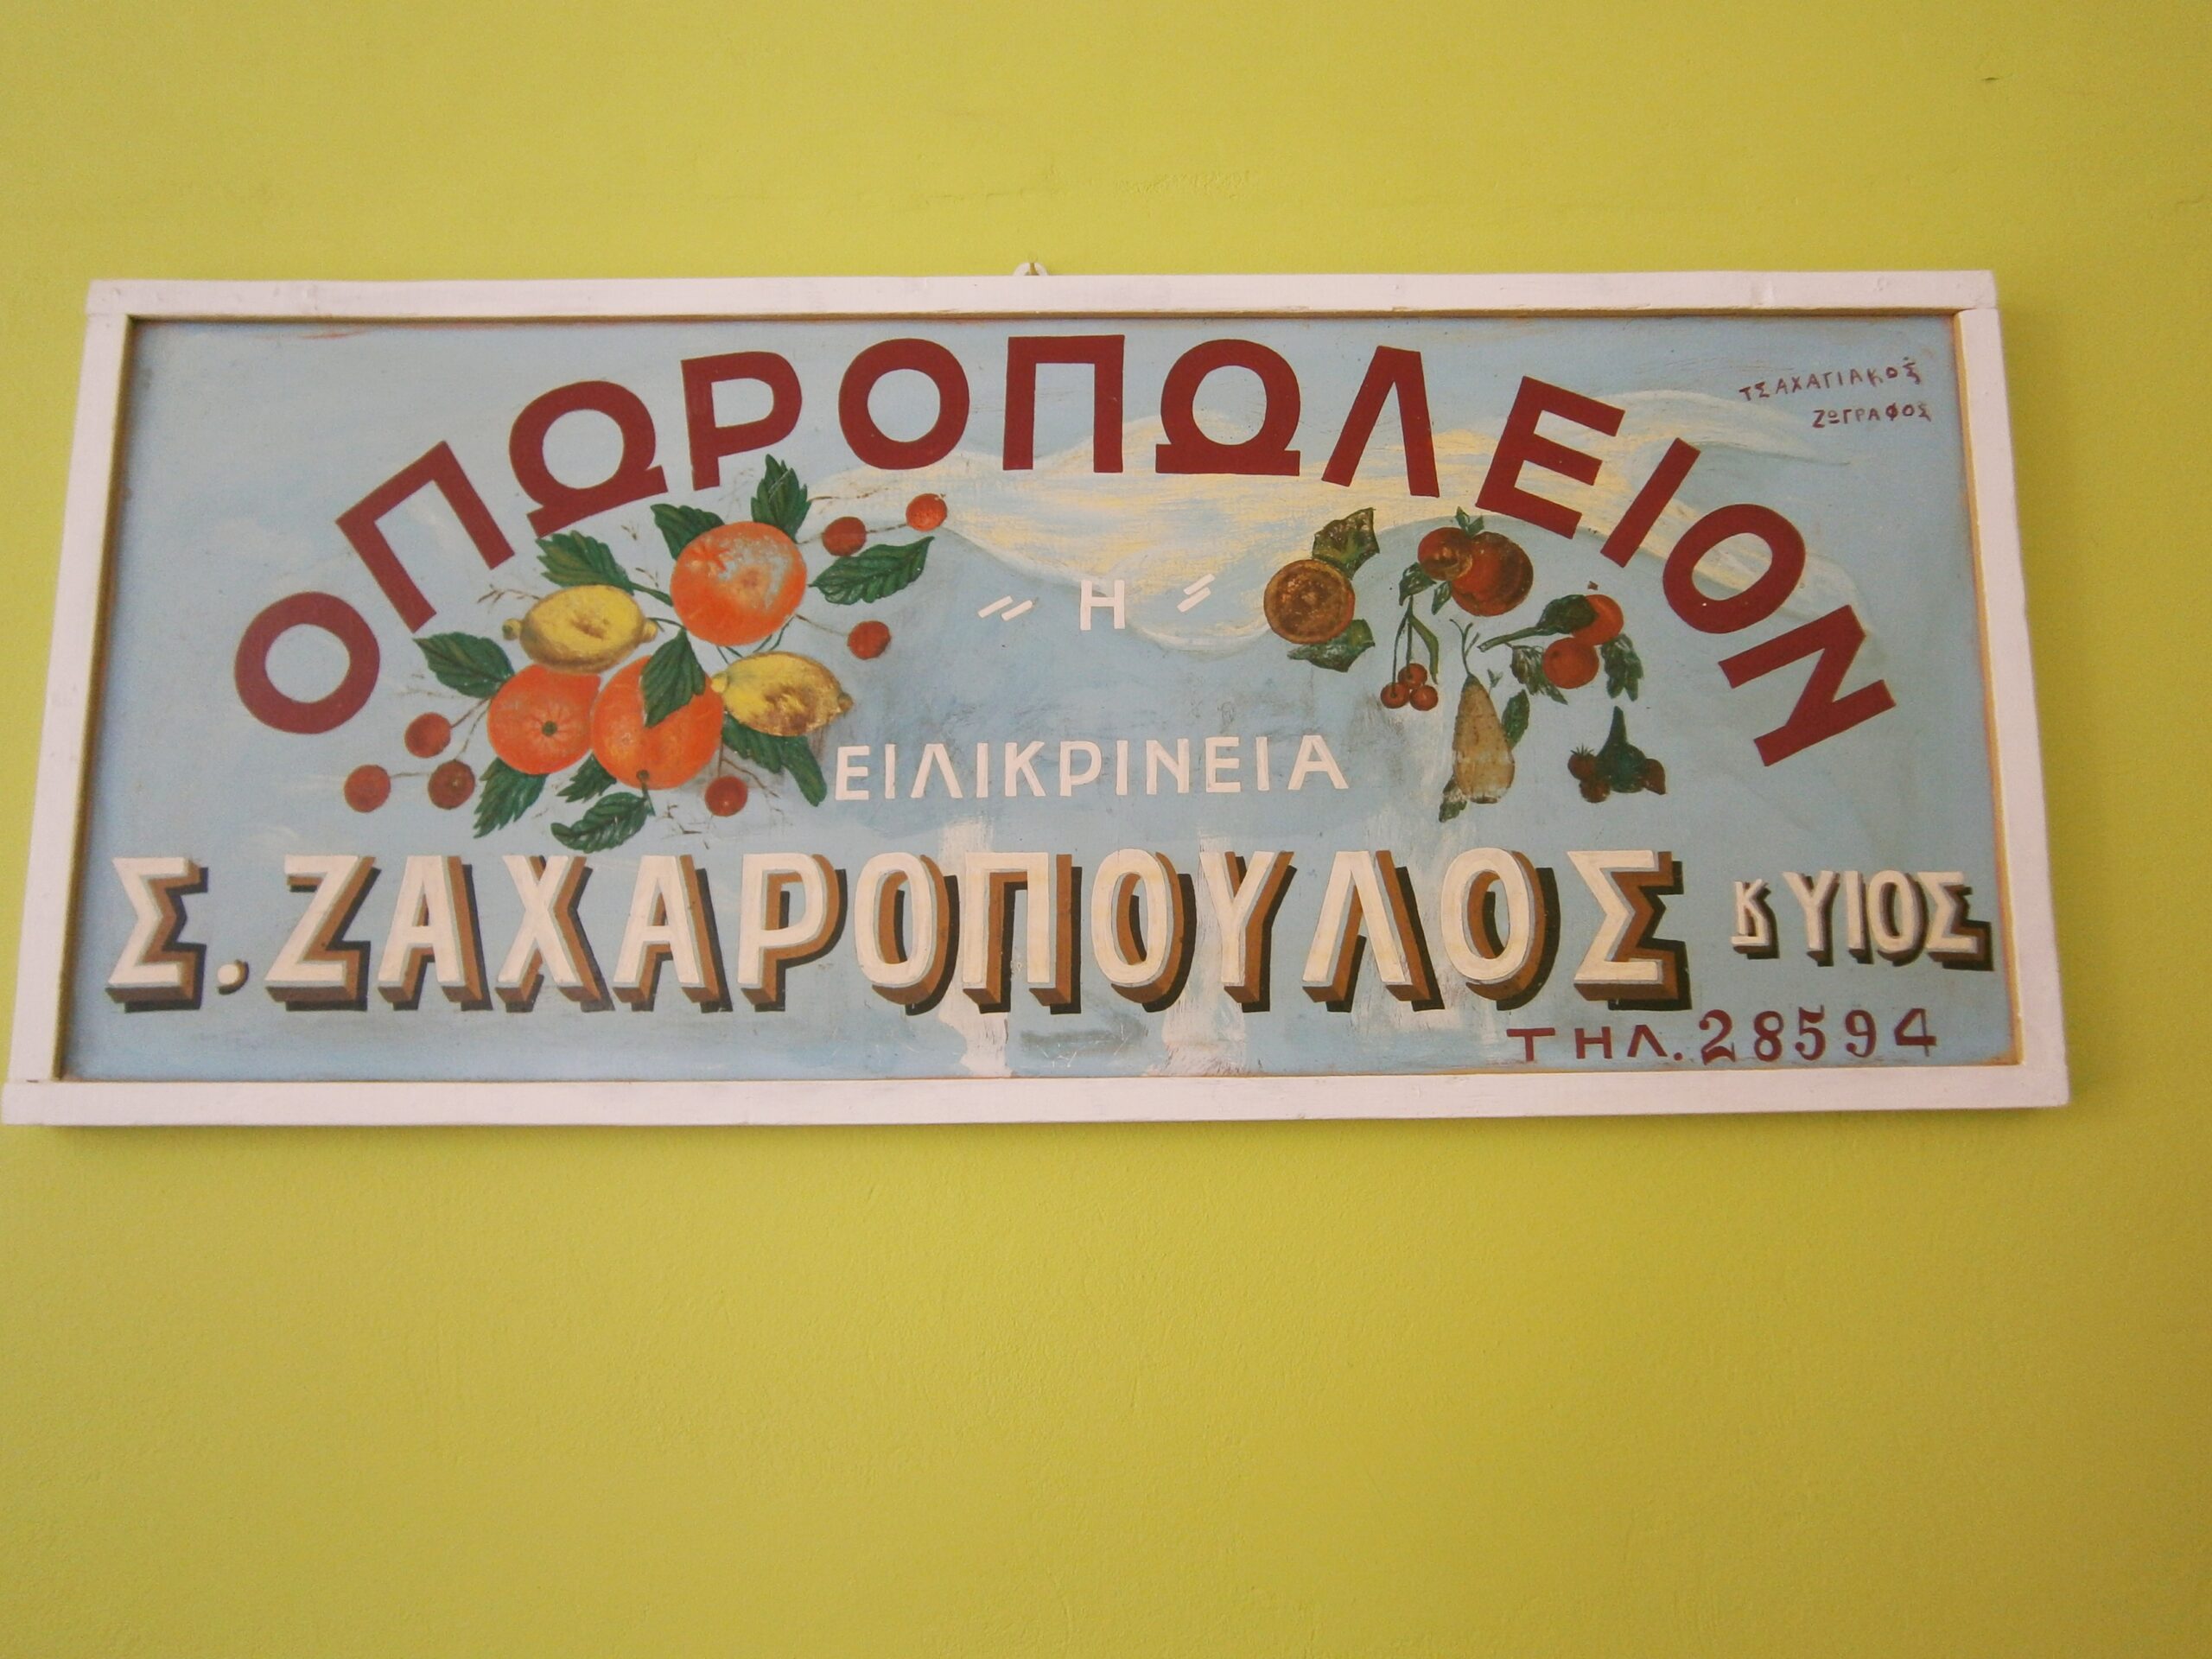 ΟΠΩΡΟΠΩΛΕΙΟΝ
ΤΣΑΧΑΓΙΑΚΟΣ
ΖΩΓΡΑΦΟΣ
〃 Η 〃
ΕΙΛΙΚΡΙΝΕΙΑ
Σ. ΖΑΧΑΡΟΠΟΥΛΟΣ Κ ΥΙΟΣ
ΤΗΛ. 28594